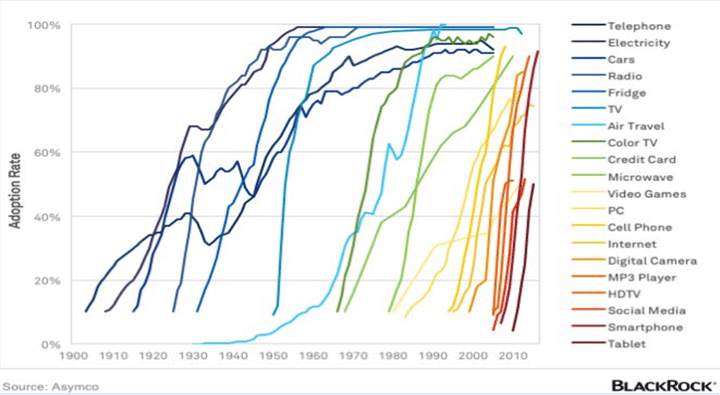 100%
80%
60%
40%
20%
0%
Adoption Rate
1900 1910 1920 1930 1940 1950 1960 1970 1980 1990 2000 2010
Telephone
Electricity
Cars
Radio
Fridge
TV
Air Travel
Color TV
Credit Card
Microwave
Video Games
PC
Cell Phone
Internet
Digital Camera
MP3 Player
HDTV
Social Media
Smartphone
Tablet
Source: Asymco
BLACKROCK®